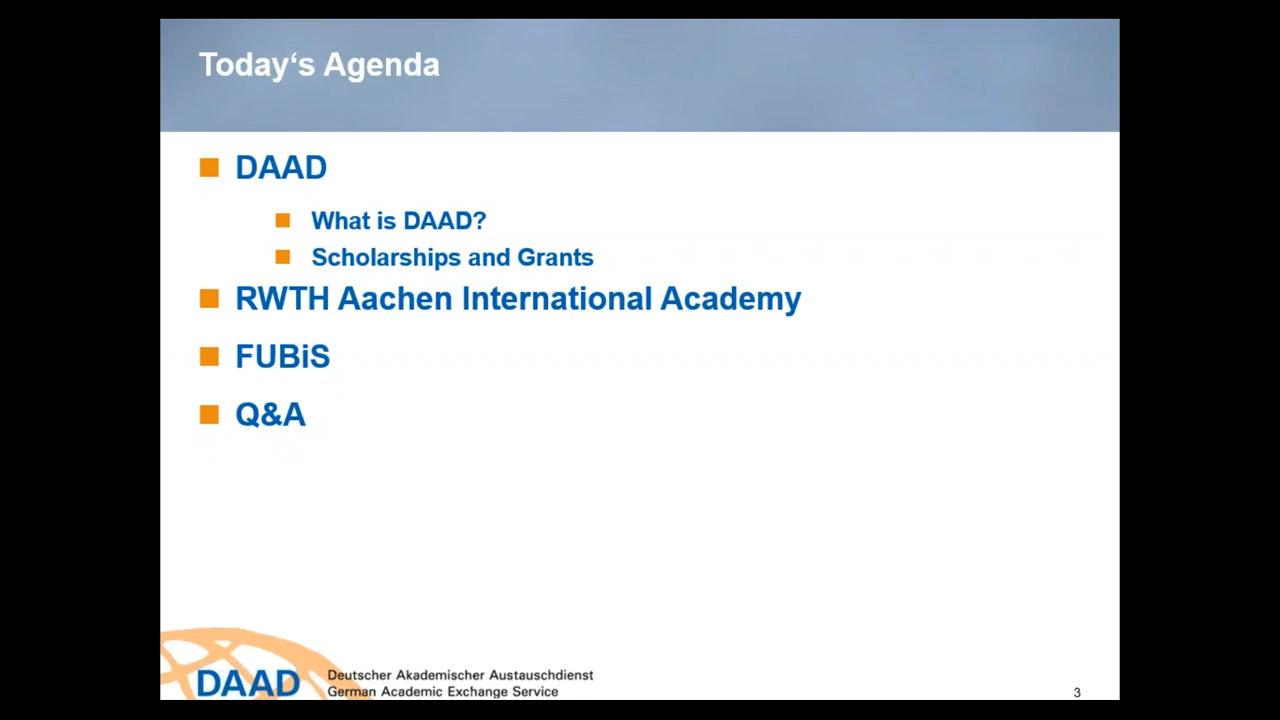 Today‘s Agenda
DAAD
What is DAAD?
Scholarships and Grants
RWTH Aachen International Academy
FUBiS
Q&A
DAAD
Deutscher Akademischer Austauschdienst
German Academic Exchange Service
3